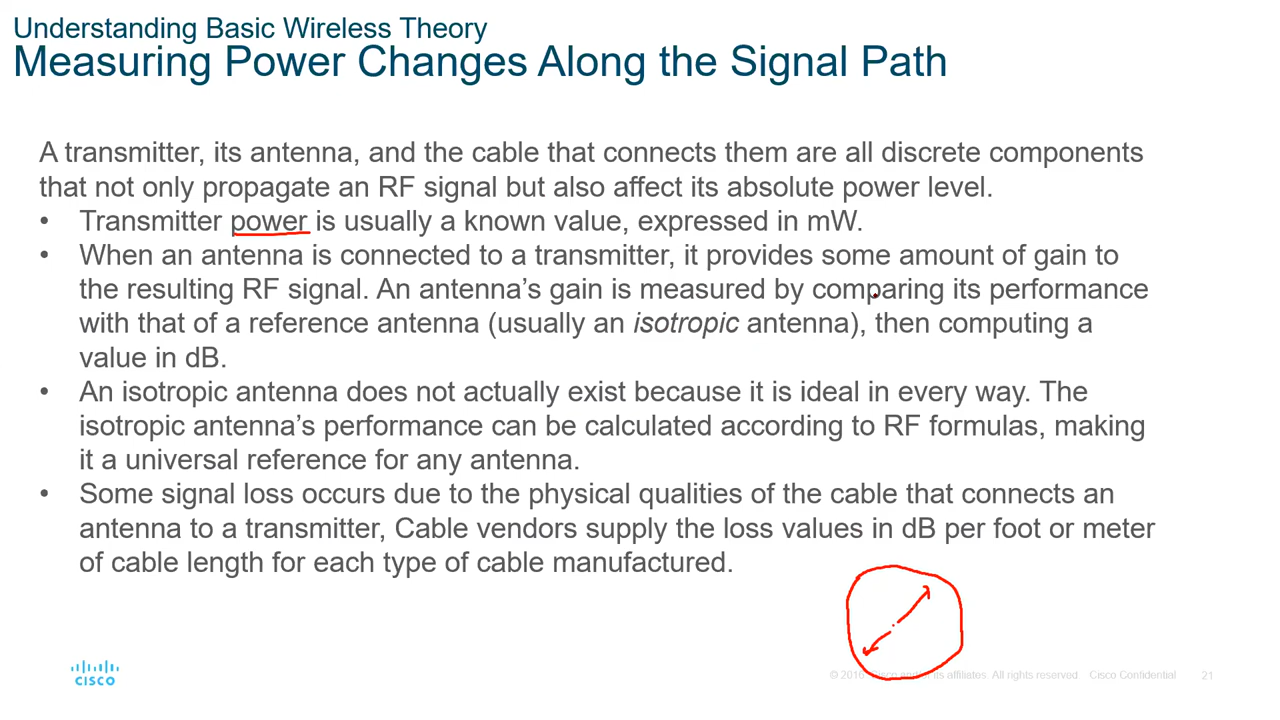 Understanding Basic Wireless Theory
Measuring Power Changes Along the Signal Path
A transmitter, its antenna, and the cable that connects them are all discrete components
that not only propagate an RF signal but also affect its absolute power level.
• Transmitter power is usually a known value, expressed in mW.
• When an antenna is connected to a transmitter, it provides some amount of gain to
the resulting RF signal. An antenna’s gain is measured by comparing its performance
with that of a reference antenna (usually an isotropic antenna), then computing a
value in dB.
• An isotropic antenna does not actually exist because it is ideal in every way. The
isotropic antenna’s performance can be calculated according to RF formulas, making
it a universal reference for any antenna.
• Some signal loss occurs due to the physical qualities of the cable that connects an
antenna to a transmitter, Cable vendors supply the loss values in dB per foot or meter
of cable length for each type of cable manufactured.
CISCO
© Cisco its affiliates. All rights reserved. Cisco Confidential 21